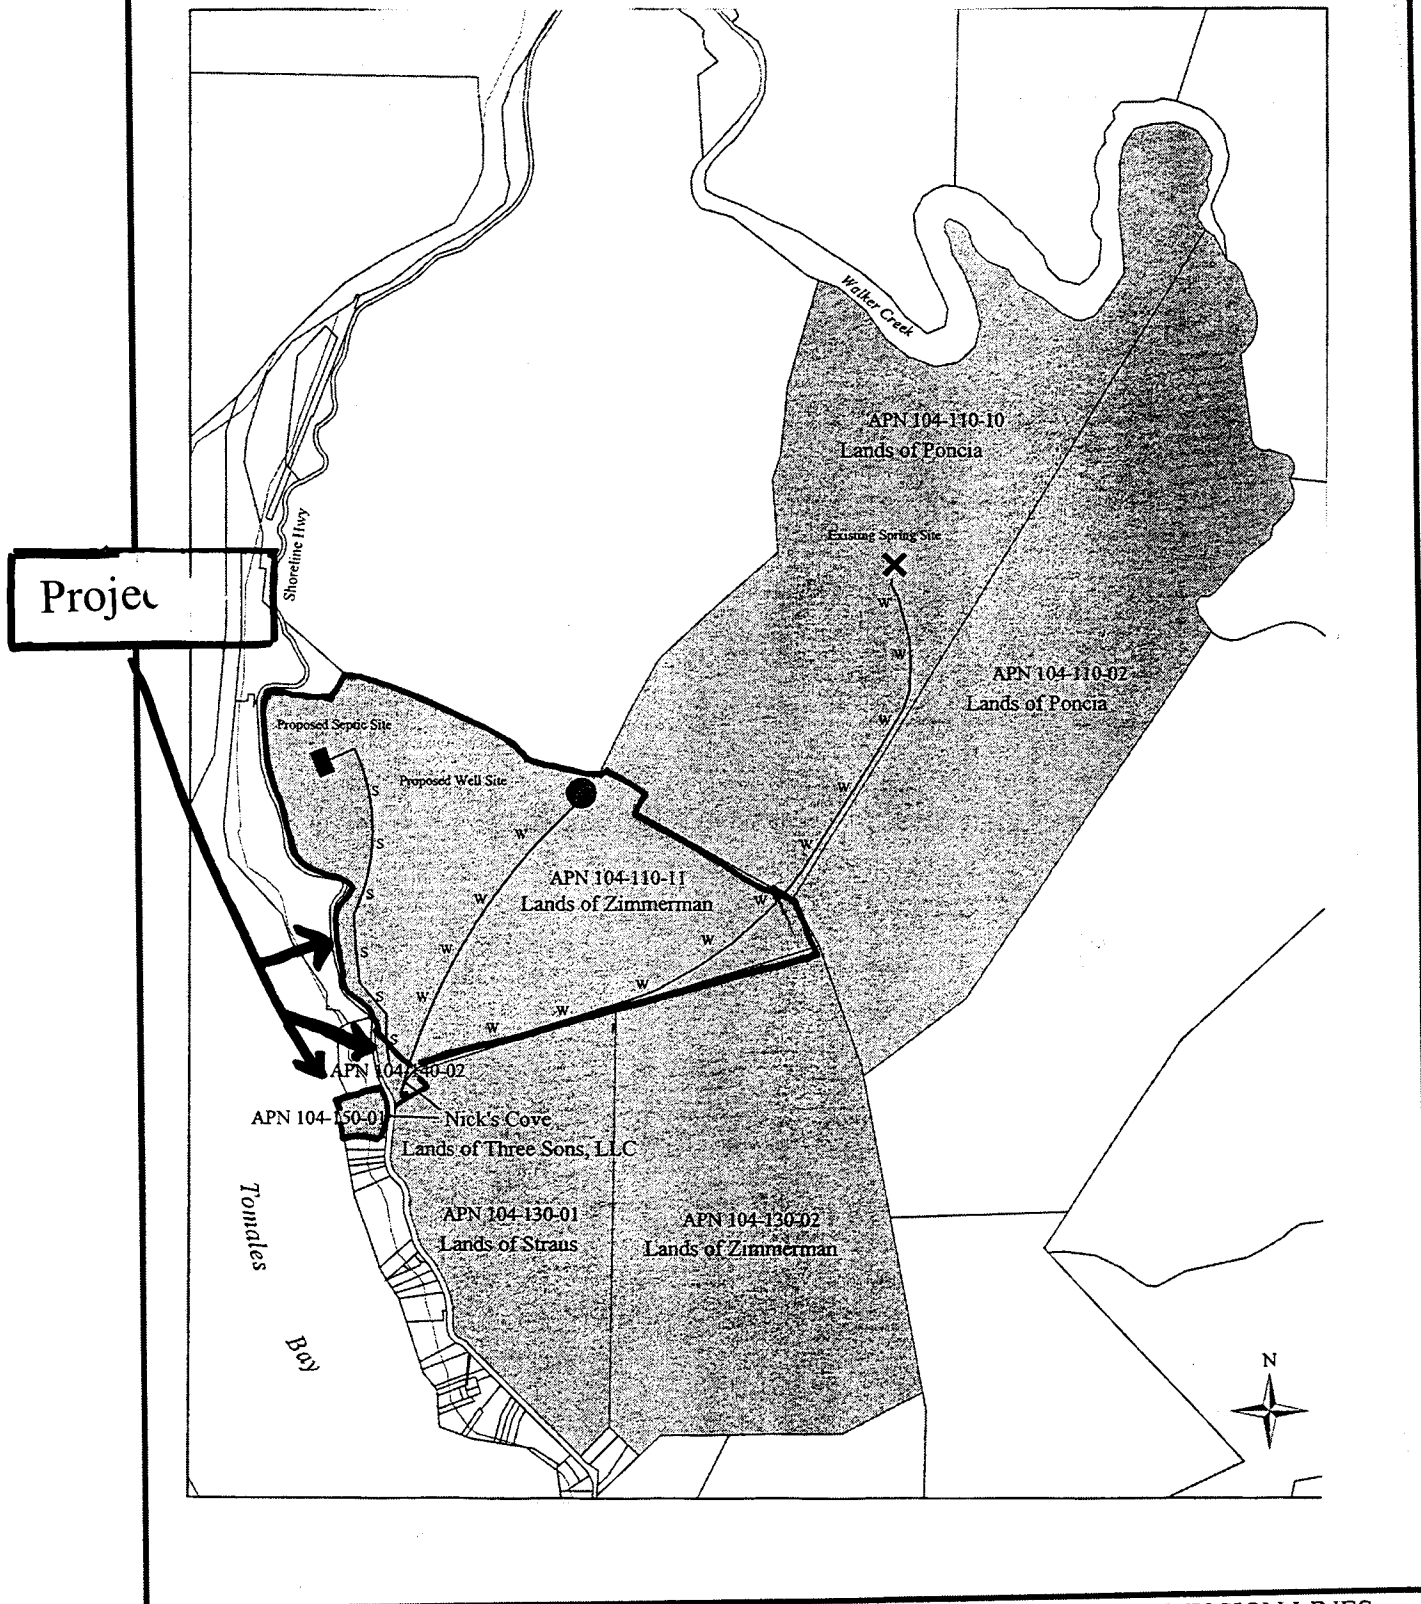 Walker Creek
APN 104-110-10
Lands of Poncia
Existing Spring Site
Shoreline Hwy
W
W
APN 104-110-02
Lands of Poncia
W
Proposed Septic Site
Proposed Well Site
S
W
W
S
W
APN 104-110-11
Lands of Zimmerman
S
W
W
W
S
W
W
S
W
W
W
S
APN 104-140-02
APN 104-150-01
Nick's Cove
Lands of Three Sons, LLC
APN 104-130-01
Lands of Straus
APN 104-130-02
Lands of Zimmerman
Tomales
Bay
N